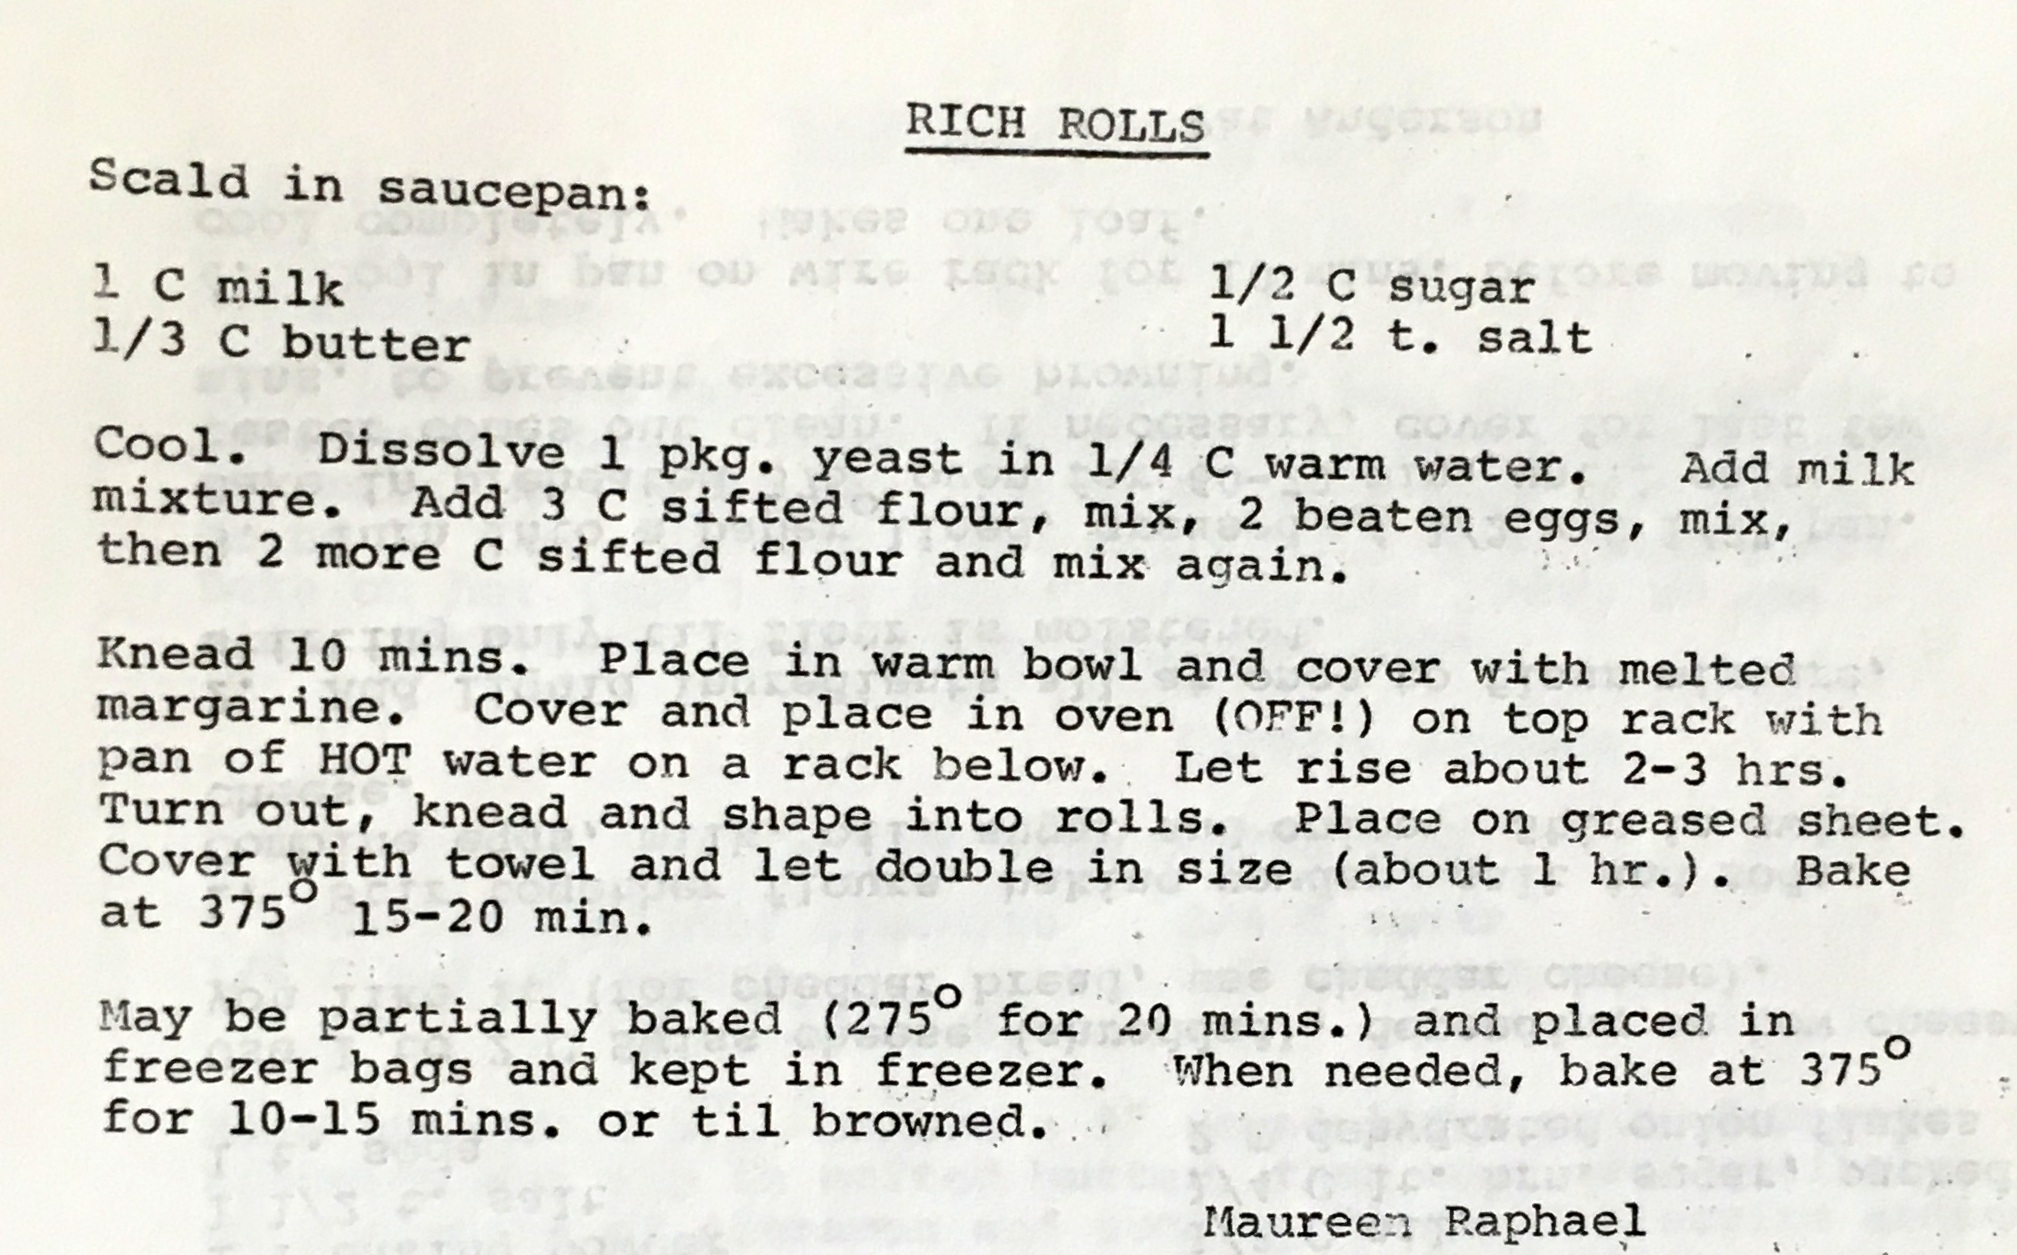 RICH ROLLS
Scald in saucepan:
1 C milk 1/2 C sugar
1/3 C butter 1 1/2 t. salt
Cool. Dissolve 1 pkg. yeast in 1/4 C warm water. Add milk
mixture. Add 3 C sifted flour, mix, 2 beaten eggs, mix,
then 2 more C sifted flour and mix again.
Knead 10 mins. Place in warm bowl and cover with melted
margarine. Cover and place in oven (OFF!) on top rack with
pan of HOT water on a rack below. Let rise about 2-3 hrs.
Turn out, knead and shape into rolls. Place on greased sheet.
Cover with towel and let double in size (about 1 hr.). Bake
at 375° 15-20 min.
May be partially baked (275° for 20 mins.) and placed in
freezer bags and kept in freezer. When needed, bake at 375°
for 10-15 mins. or til browned.
Maureen Raphael